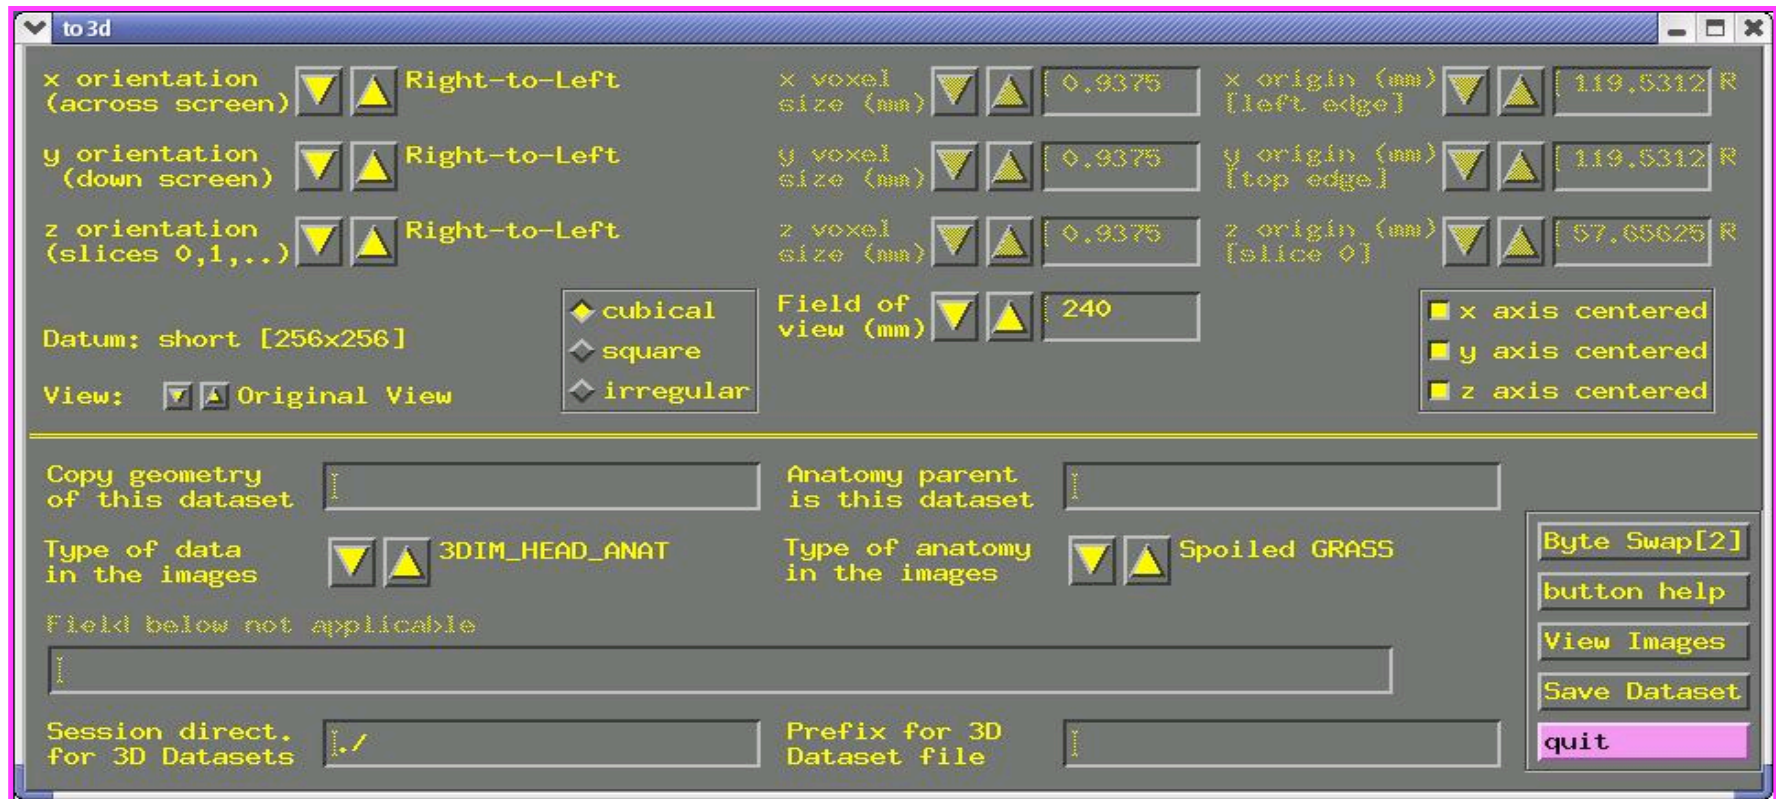 to3d
x orientation
(across screen)
Right-to-Left
x voxel
size (mm)
0.9375
x origin (mm)
[left edge]
119.5312 R
y orientation
(down screen)
Right-to-Left
y voxel
size (mm)
0.9375
y origin (mm)
[top edge]
119.5312 R
z orientation
(slices 0,1,..)
Right-to-Left
z voxel
size (mm)
0.9375
z origin (mm)
[slice 0]
57.65625 R
Datum: short [256x256]
View: Original View
cubical
square
irregular
Field of
view (mm)
240
x axis centered
y axis centered
z axis centered
Copy geometry
of this dataset
Anatomy parent
is this dataset
Type of data
in the images
3DIM_HEAD_ANAT
Type of anatomy
in the images
Spoiled GRASS
Field below not applicable
Session direct.
for 3D Datasets
./
Prefix for 3D
Dataset file
Byte Swap[2]
button help
View Images
Save Dataset
quit